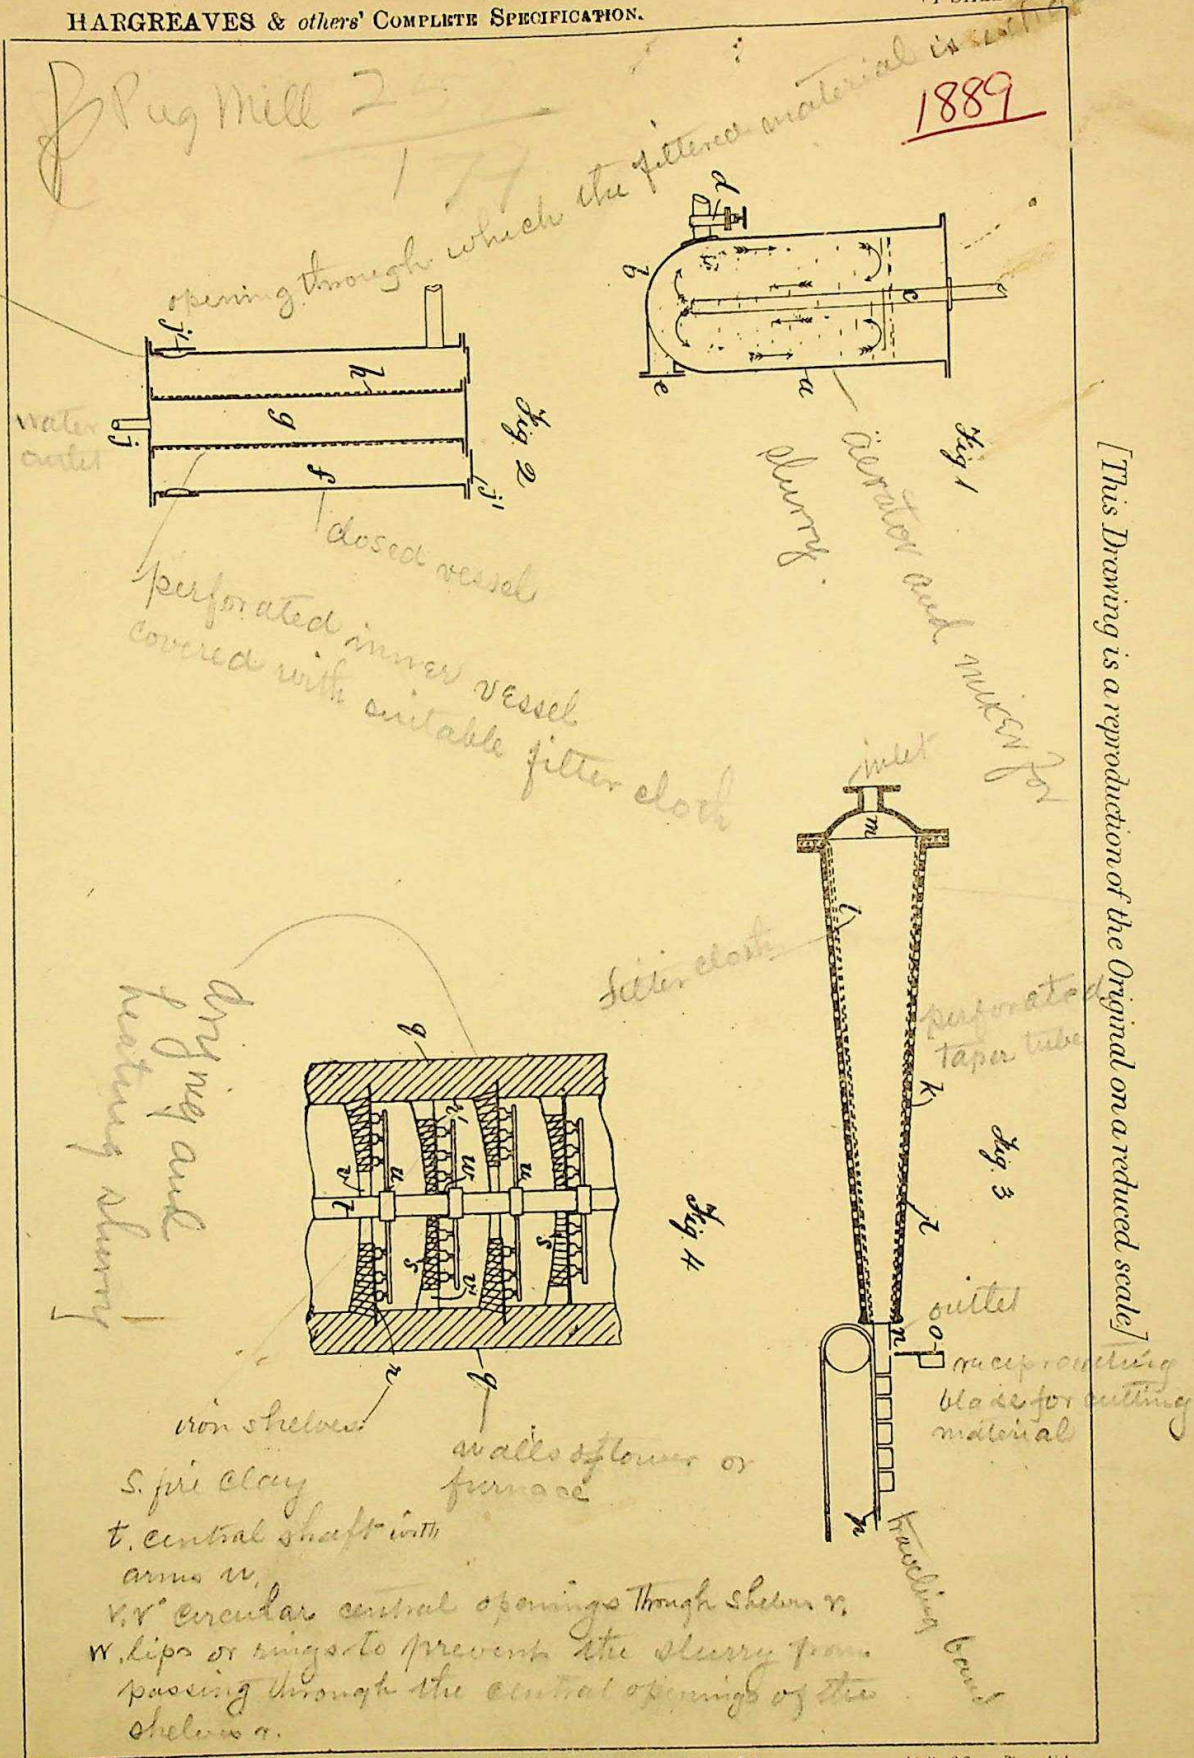 HARGREAVES & others' COMPLETE SPECIFICATION.
1889
Pug Mill
opening through which the filtered material is
d
b
c
e
a
Fig 1
aerator and mixer for
slurry.
j'
h
g
f
j
j'
Fig. 2
water
outlet
closed vessel
perforated inner vessel
covered with suitable filter cloth
[This Drawing is a reproduction of the Original on a reduced scale.]
inlet
m
i
filter cloth
perforated
taper tube
k
l
Fig. 3
outlet
n
o
reciprocating
blade for cutting
material
p
traveling band
drying and
heating slurry
q
r'
v
u
w
u
t
s
s
v'
r
q
Fig. 4
iron shelves
walls of tower or
furnace
s. fire clay
t. central shaft with
arms u,
v,v' circular central openings though shelves r,
w. lips or rings to prevent the slurry from
passing through the central openings of the
shelves r.